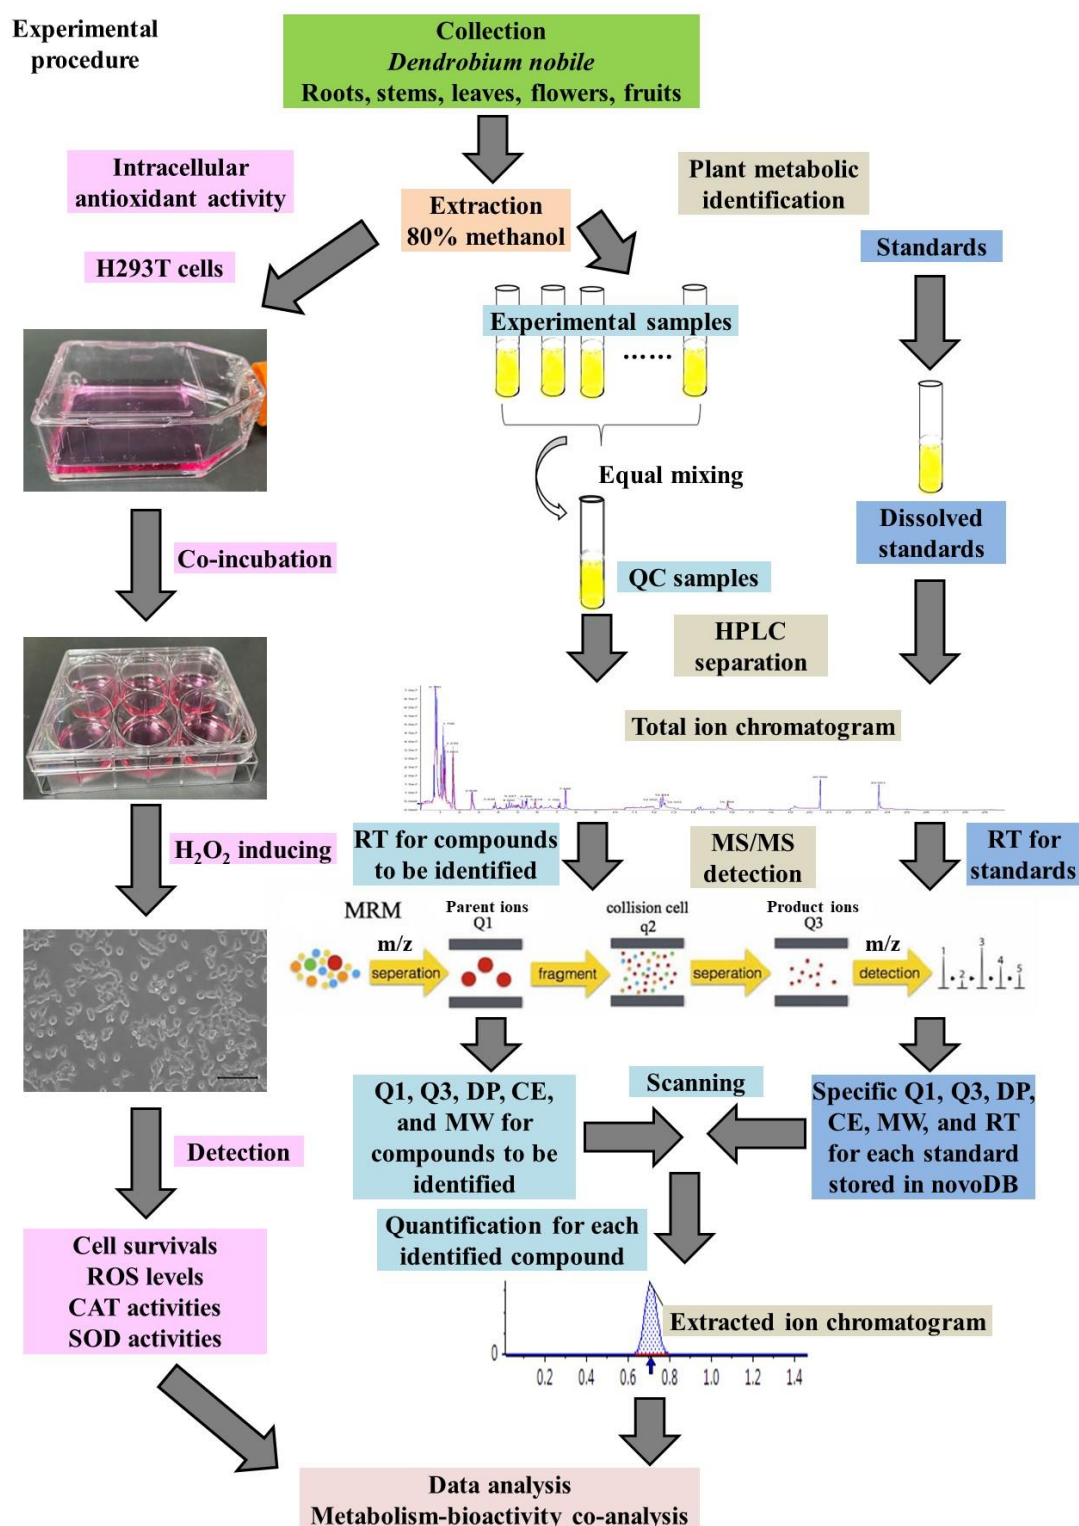 Experimental
procedure
Collection
Dendrobium nobile
Roots, stems, leaves, flowers, fruits
Intracellular
antioxidant activity
Extraction
80% methanol
Plant metabolic
identification
H293T cells
Standards
Experimental samples
......
Equal mixing
Dissolved
standards
Co-incubation
QC samples
HPLC
separation
Total ion chromatogram
H2O2 inducing
RT for compounds
to be identified
MS/MS
detection
RT for
standards
MRM
Parent ions
Q1
collision cell
q2
Product ions
Q3
m/z
m/z
seperation
fragment
seperation
detection
1
2
3
4
5
Q1, Q3, DP, CE,
and MW for
compounds to be
identified
Scanning
Specific Q1, Q3, DP,
CE, MW, and RT
for each standard
stored in novoDB
Detection
Quantification for each
identified compound
Cell survivals
ROS levels
CAT activities
SOD activities
Extracted ion chromatogram
0
0.2 0.4 0.6 0.8 1.0 1.2 1.4
Data analysis
Metabolism-bioactivity co-analysis